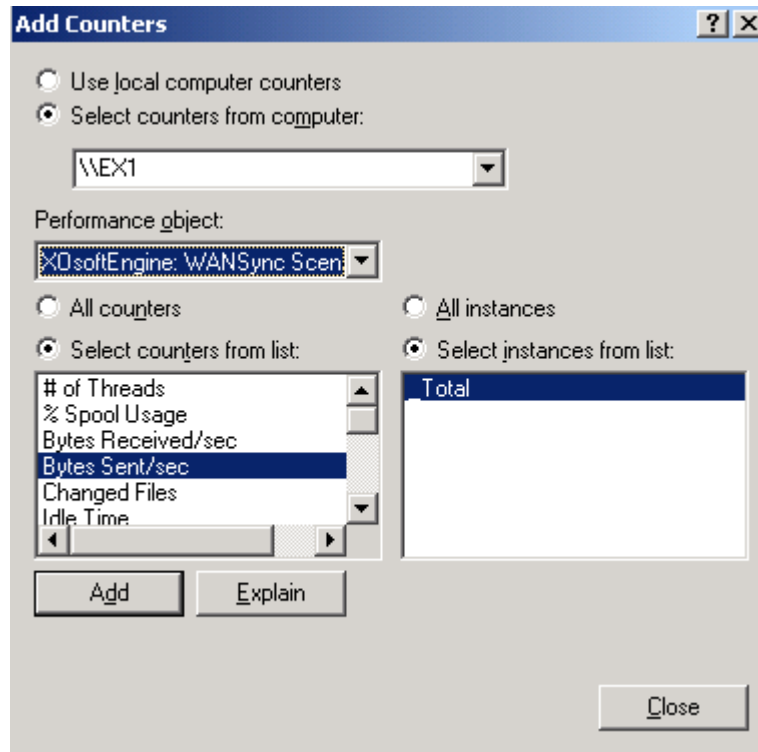 Add Counters
Use local computer counters
Select counters from computer:
\\EX1
Performance object:
XOsoftEngine: WANSync Scen
All counters
All instances
Select counters from list:
Select instances from list:
# of Threads
% Spool Usage
Bytes Received/sec
Bytes Sent/sec
Changed Files
Idle Time
_Total
Add
Explain
Close